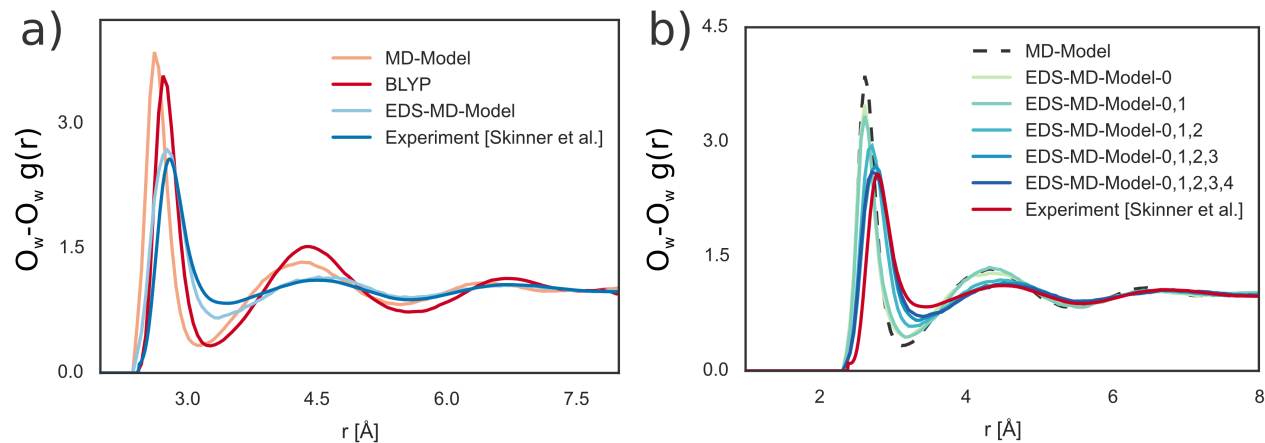 a)
MD-Model
BLYP
EDS-MD-Model
Experiment [Skinner et al.]
Ow-Ow g(r)
3.0
1.5
0.0
3.0 4.5 6.0 7.5
r [Å]
b)
MD-Model
EDS-MD-Model-0
EDS-MD-Model-0,1
EDS-MD-Model-0,1,2
EDS-MD-Model-0,1,2,3
EDS-MD-Model-0,1,2,3,4
Experiment [Skinner et al.]
Ow-Ow g(r)
4.5
3.0
1.5
0.0
2 4 6 8
r [Å]